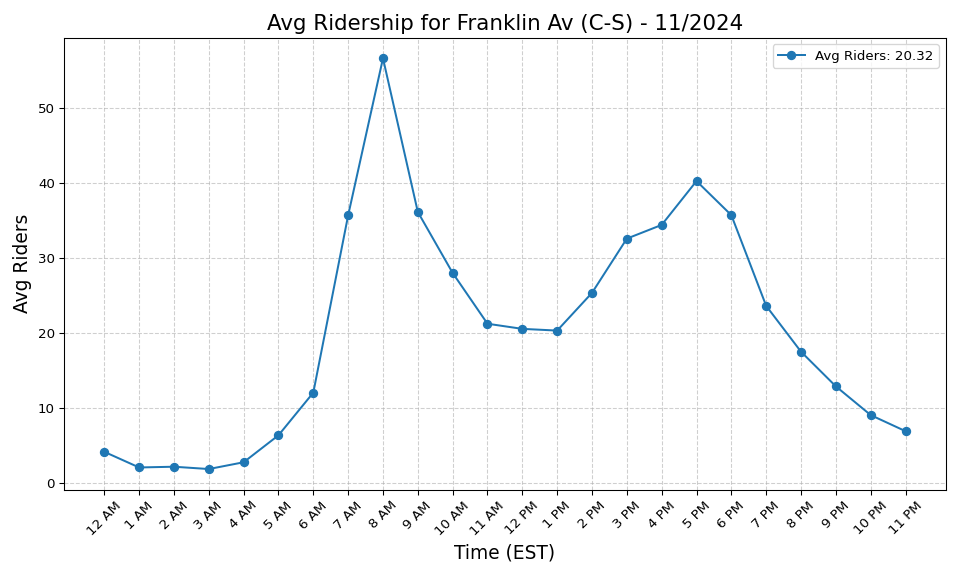 Avg Ridership for Franklin Av (C-S) - 11/2024
Avg Riders: 20.32
Avg Riders
50
40
30
20
10
0
12 AM
1 AM
2 AM
3 AM
4 AM
5 AM
6 AM
7 AM
8 AM
9 AM
10 AM
11 AM
12 PM
1 PM
2 PM
3 PM
4 PM
5 PM
6 PM
7 PM
8 PM
9 PM
10 PM
11 PM
Time (EST)